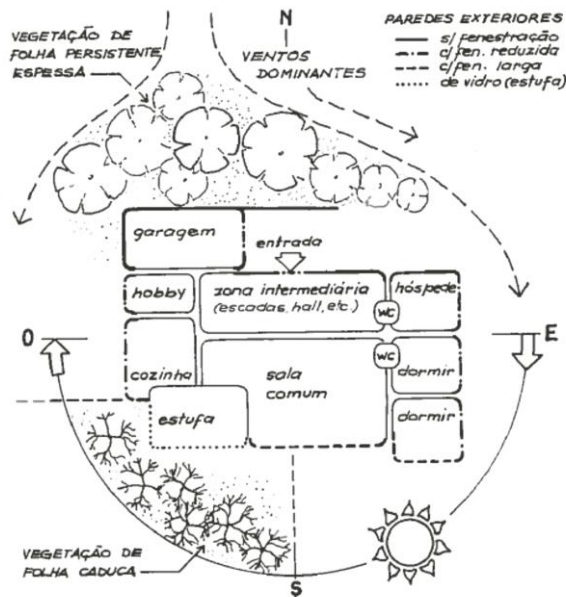 VEGETAÇÃO DE
FOLHA PERSISTENTE
ESPESSA
N
VENTOS
DOMINANTES
PAREDES EXTERIORES
s/fenestração
c/fen. reduzida
c/fen. larga
de vidro (estufa)
garagem
entrada
hobby
zona intermediária
(escadas, hall, etc.)
WC
hóspede
O
E
cozinha
sala
comum
WC
dormir
estufa
dormir
VEGETAÇÃO DE
FOLHA CADUCA
S